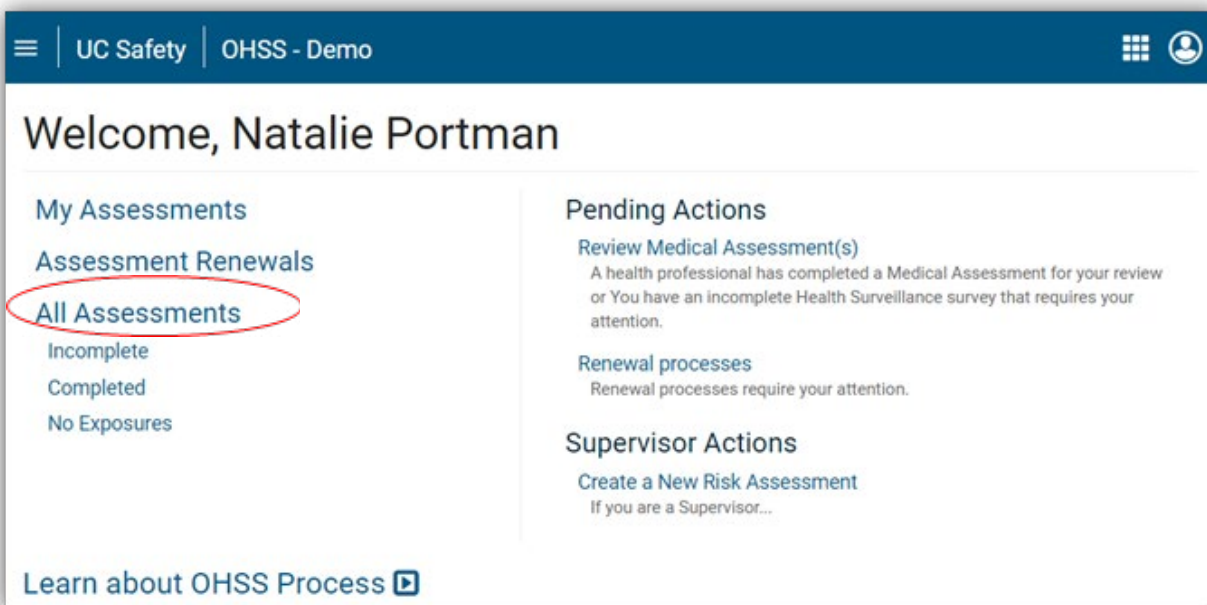 UC Safety OHSS - Demo
Welcome, Natalie Portman
My Assessments
Assessment Renewals
All Assessments
Incomplete
Completed
No Exposures
Pending Actions
Review Medical Assessment(s)
A health professional has completed a Medical Assessment for your review
or You have an incomplete Health Surveillance survey that requires your
attention.
Renewal processes
Renewal processes require your attention.
Supervisor Actions
Create a New Risk Assessment
If you are a Supervisor...
Learn about OHSS Process